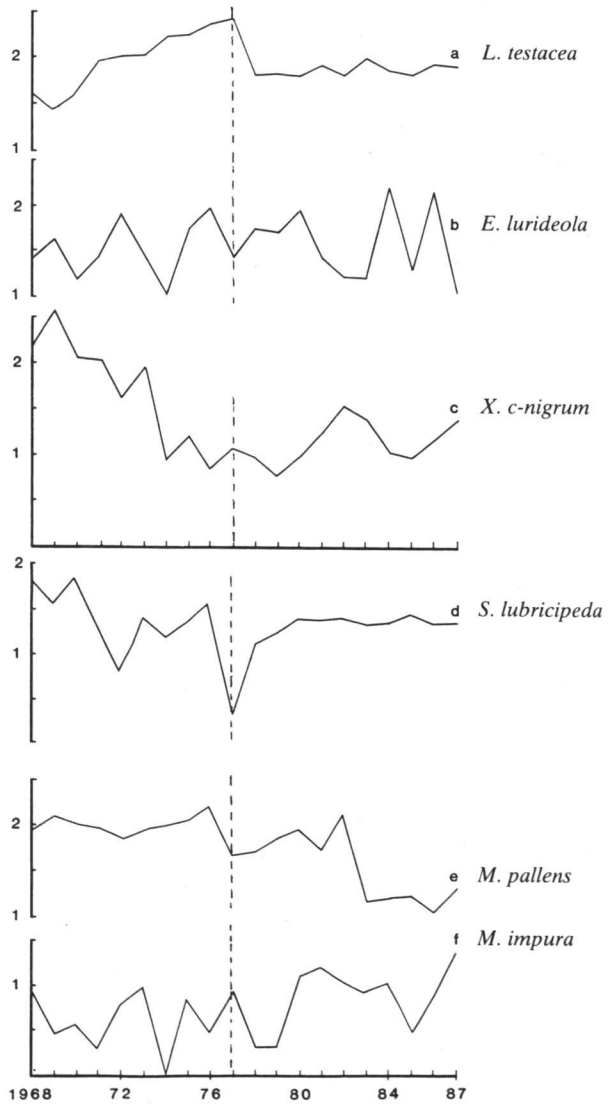 2
a L. testacea
1
2
b E. lurideola
1
2
c X. c-nigrum
1
2
d S. lubricipeda
1
2
e M. pallens
1
f M. impura
1
1968 72 76 80 84 87